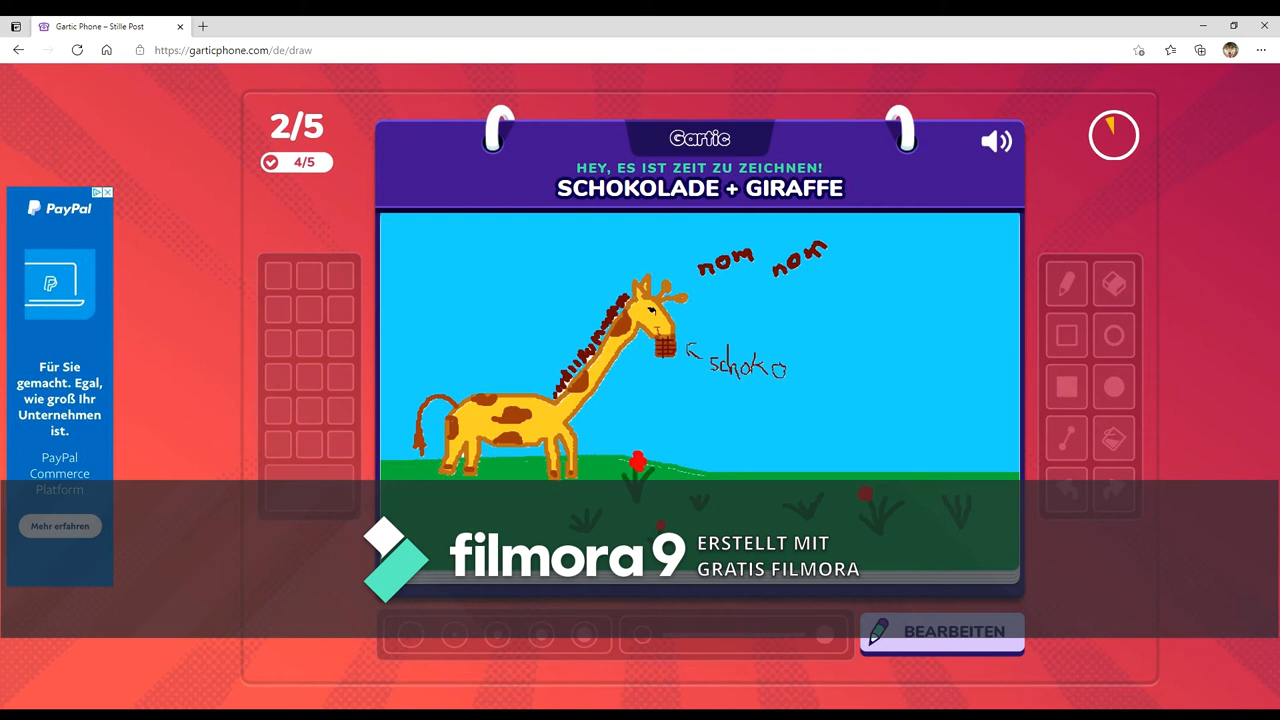 Gartic Phone – Stille Post
https://garticphone.com/de/draw
2/5
4/5
Gartic
HEY, ES IST ZEIT ZU ZEICHNEN!
SCHOKOLADE + GIRAFFE
nom nom
schoko
PayPal
Für Sie
gemacht. Egal,
wie groß Ihr
Unternehmen
ist.
PayPal
Commerce
Platform
Mehr erfahren
filmora 9
ERSTELLT MIT
GRATIS FILMORA
BEARBEITEN